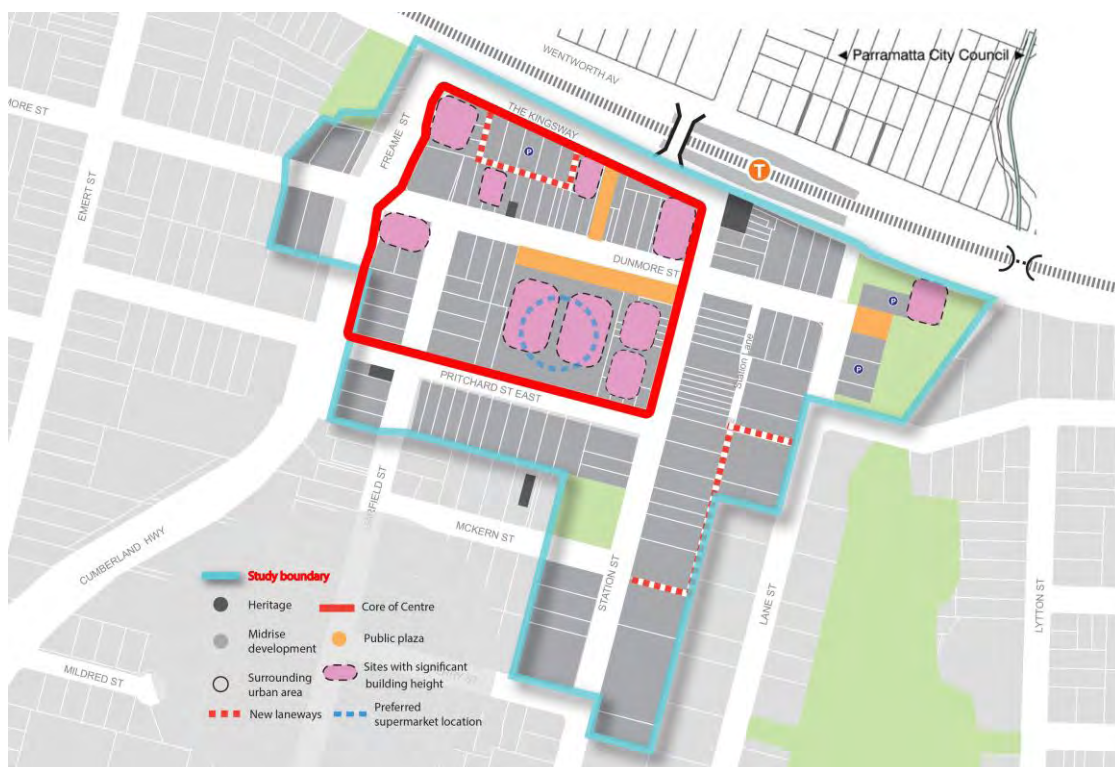 WENTWORTH AV
◄ Parramatta City Council ►
THE KINGSWAY
MORE ST
FREAME ST
P
T
EMERT ST
DUNMORE ST
P
Station Lane
P
PRITCHARD ST EAST
RFIELD ST
MCKERN ST
CUMBERLAND HWY
STATION ST
LANE ST
LYTTON ST
MILDRED ST
Study boundary
Heritage
Core of Centre
Midrise
development
Public plaza
Surrounding
urban area
Sites with significant
building height
New laneways
Preferred
supermarket location